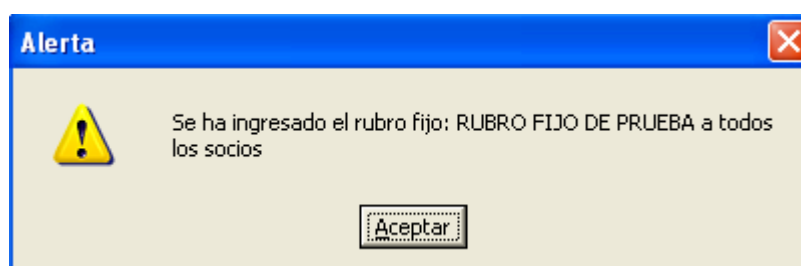 Alerta
Se ha ingresado el rubro fijo: RUBRO FIJO DE PRUEBA a todos
los socios
Aceptar